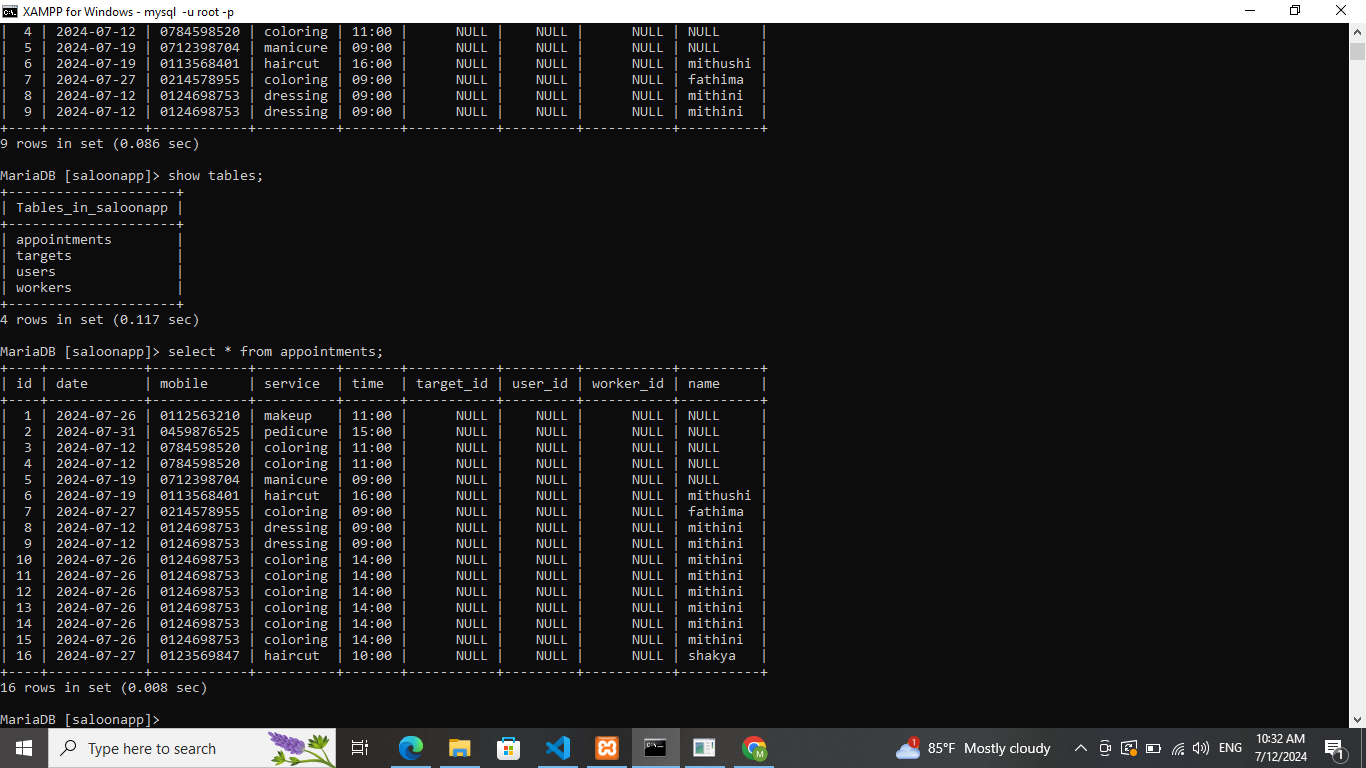 XAMPP for Windows - mysql -u root -p
|  4 | 2024-07-12 | 0784598520 | coloring | 11:00 |      NULL |    NULL |      NULL | NULL     |
|  5 | 2024-07-19 | 0712398704 | manicure | 09:00 |      NULL |    NULL |      NULL | NULL     |
|  6 | 2024-07-19 | 0113568401 | haircut  | 16:00 |      NULL |    NULL |      NULL | mithushi |
|  7 | 2024-07-27 | 0214578955 | coloring | 09:00 |      NULL |    NULL |      NULL | fathima  |
|  8 | 2024-07-12 | 0124698753 | dressing | 09:00 |      NULL |    NULL |      NULL | mithini  |
|  9 | 2024-07-12 | 0124698753 | dressing | 09:00 |      NULL |    NULL |      NULL | mithini  |
+----+------------+------------+----------+-------+-----------+---------+-----------+----------+
9 rows in set (0.086 sec)
MariaDB [saloonapp]> show tables;
+---------------------+
| Tables_in_saloonapp |
+---------------------+
| appointments        |
| targets             |
| users               |
| workers             |
+---------------------+
4 rows in set (0.117 sec)
MariaDB [saloonapp]> select * from appointments;
+----+------------+------------+----------+-------+-----------+---------+-----------+----------+
| id | date       | mobile     | service  | time  | target_id | user_id | worker_id | name     |
+----+------------+------------+----------+-------+-----------+---------+-----------+----------+
|  1 | 2024-07-26 | 0112563210 | makeup   | 11:00 |      NULL |    NULL |      NULL | NULL     |
|  2 | 2024-07-31 | 0459876525 | pedicure | 15:00 |      NULL |    NULL |      NULL | NULL     |
|  3 | 2024-07-12 | 0784598520 | coloring | 11:00 |      NULL |    NULL |      NULL | NULL     |
|  4 | 2024-07-12 | 0784598520 | coloring | 11:00 |      NULL |    NULL |      NULL | NULL     |
|  5 | 2024-07-19 | 0712398704 | manicure | 09:00 |      NULL |    NULL |      NULL | NULL     |
|  6 | 2024-07-19 | 0113568401 | haircut  | 16:00 |      NULL |    NULL |      NULL | mithushi |
|  7 | 2024-07-27 | 0214578955 | coloring | 09:00 |      NULL |    NULL |      NULL | fathima  |
|  8 | 2024-07-12 | 0124698753 | dressing | 09:00 |      NULL |    NULL |      NULL | mithini  |
|  9 | 2024-07-12 | 0124698753 | dressing | 09:00 |      NULL |    NULL |      NULL | mithini  |
| 10 | 2024-07-26 | 0124698753 | coloring | 14:00 |      NULL |    NULL |      NULL | mithini  |
| 11 | 2024-07-26 | 0124698753 | coloring | 14:00 |      NULL |    NULL |      NULL | mithini  |
| 12 | 2024-07-26 | 0124698753 | coloring | 14:00 |      NULL |    NULL |      NULL | mithini  |
| 13 | 2024-07-26 | 0124698753 | coloring | 14:00 |      NULL |    NULL |      NULL | mithini  |
| 14 | 2024-07-26 | 0124698753 | coloring | 14:00 |      NULL |    NULL |      NULL | mithini  |
| 15 | 2024-07-26 | 0124698753 | coloring | 14:00 |      NULL |    NULL |      NULL | mithini  |
| 16 | 2024-07-27 | 0123569847 | haircut  | 10:00 |      NULL |    NULL |      NULL | shakya   |
+----+------------+------------+----------+-------+-----------+---------+-----------+----------+
16 rows in set (0.008 sec)
MariaDB [saloonapp]>
Type here to search
M
1
85°F Mostly cloudy
ENG
10:32 AM
7/12/2024
1